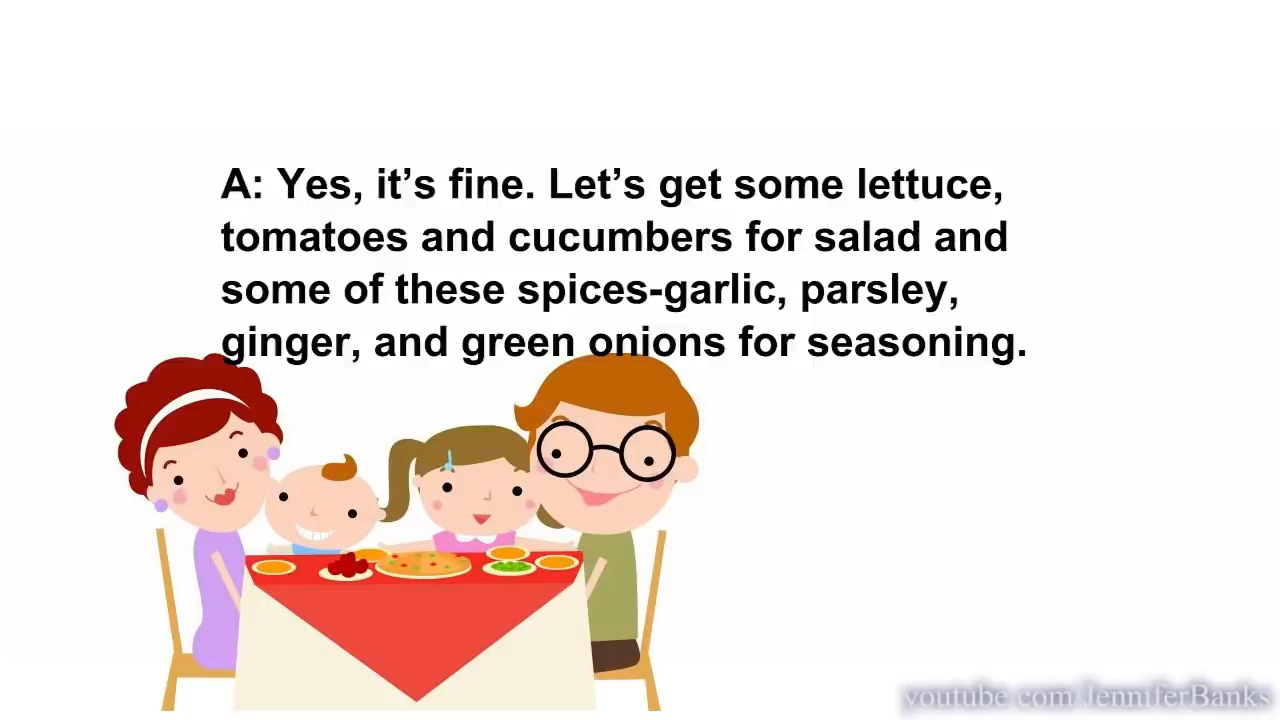 A: Yes, it’s fine. Let’s get some lettuce,
tomatoes and cucumbers for salad and
some of these spices-garlic, parsley,
ginger, and green onions for seasoning.
youtube.com/JenniferBanks